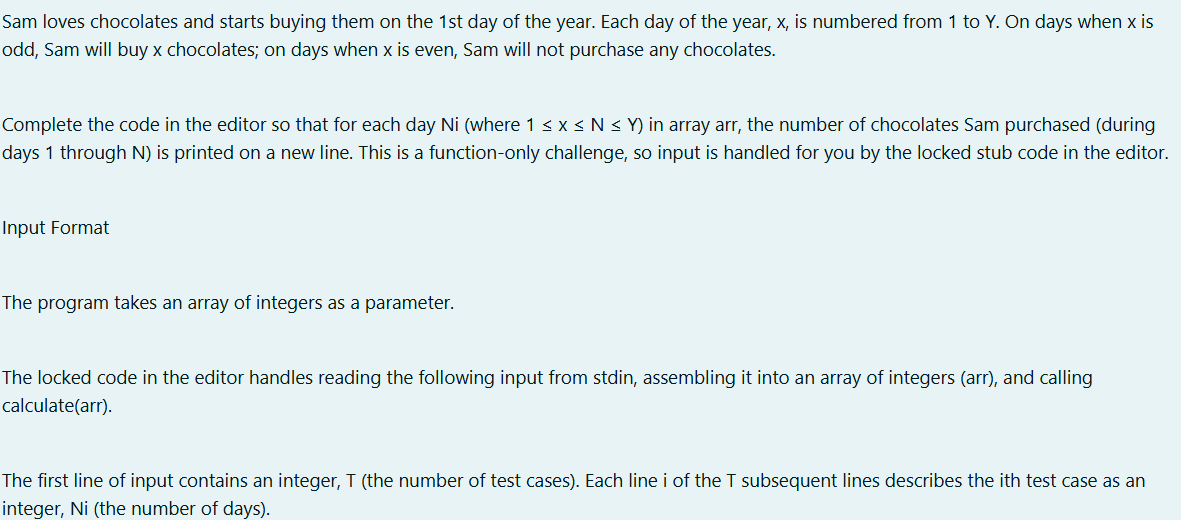 Sam loves chocolates and starts buying them on the 1st day of the year. Each day of the year, x, is numbered from 1 to Y. On days when x is
odd, Sam will buy x chocolates; on days when x is even, Sam will not purchase any chocolates.
Complete the code in the editor so that for each day Ni (where 1 ≤ x ≤ N ≤ Y) in array arr, the number of chocolates Sam purchased (during
days 1 through N) is printed on a new line. This is a function-only challenge, so input is handled for you by the locked stub code in the editor.
Input Format
The program takes an array of integers as a parameter.
The locked code in the editor handles reading the following input from stdin, assembling it into an array of integers (arr), and calling
calculate(arr).
The first line of input contains an integer, T (the number of test cases). Each line i of the T subsequent lines describes the ith test case as an
integer, Ni (the number of days).